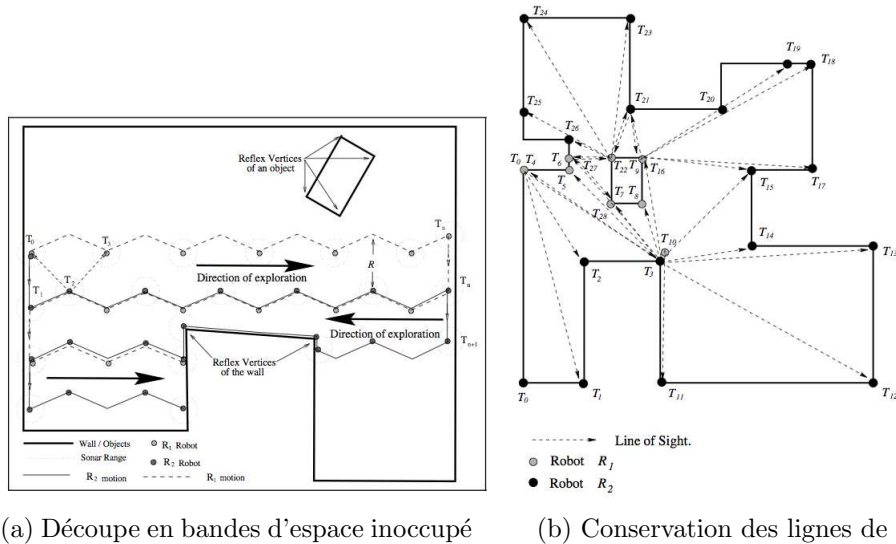 Reflex Vertices
of an object
T₀
T₃
Tₙ
R
Direction of exploration
T₁
T₂
Tₙ
Direction of exploration
Tₙ₊₁
Reflex Vertices
of the wall
Wall / Objects
R₁ Robot
Sonar Range
R₂ Robot
R₂ motion
R₁ motion
T₂₄
T₂₃
T₁₉
T₁₈
T₂₅
T₂₁
T₂₀
T₂₆
T₆
T₀ T₄
T₂₇
T₂₂
T₉
T₁₆
T₅
T₁₅
T₁₇
T₇
T₈
T₂₈
T₁₀
T₁₄
T₁₃
T₂
T₃
T₀
T₁
T₁₁
T₁₂
Line of Sight.
Robot R₁
Robot R₂
(a) Découpe en bandes d'espace inoccupé
(b) Conservation des lignes de